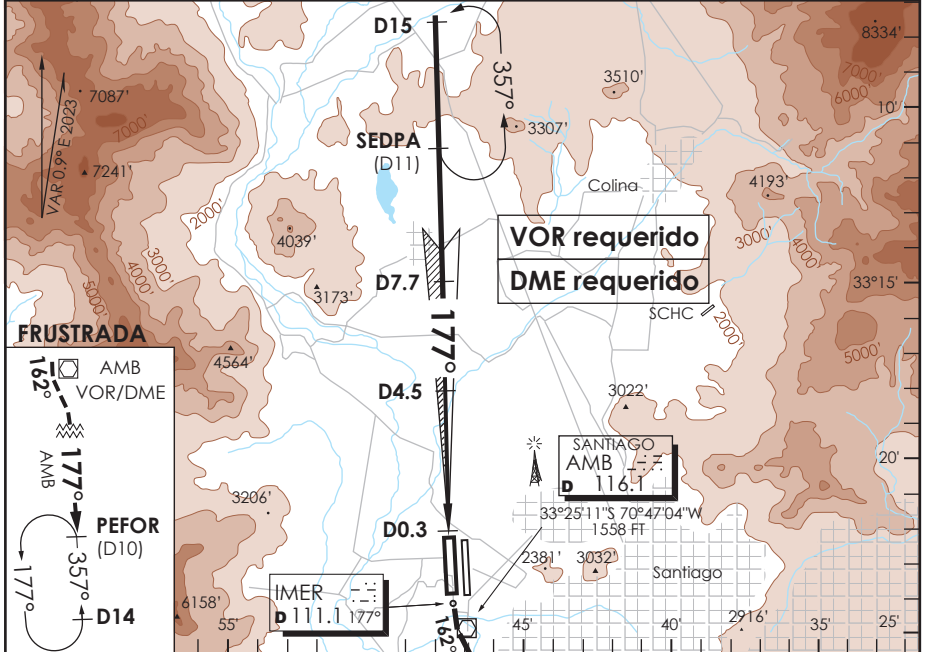 D15
8334'
357°
7000'
6000'
3510'
7087'
10'
VAR 0.9° E 2023
7000'
3307'
SEDPA
(D11)
7241'
Colina
4193'
2000'
4039'
VOR requerido
3000'
3000'
4000'
4000'
DME requerido
D7.7
33°15'
5000'
3173'
SCHC
2000'
177°
FRUSTRADA
4564'
5000'
162°
AMB
VOR/DME
D4.5
3022'
SANTIAGO
AMB
D 116.1
20'
177°
AMB
3206'
33°25'11"S 70°47'04"W
1558 FT
PEFOR
(D10)
D0.3
357°
2381'
3032'
Santiago
177°
IMER
D 111.1 177°
6158'
D14
162°
2916'
55'
45'
40'
35'
25'